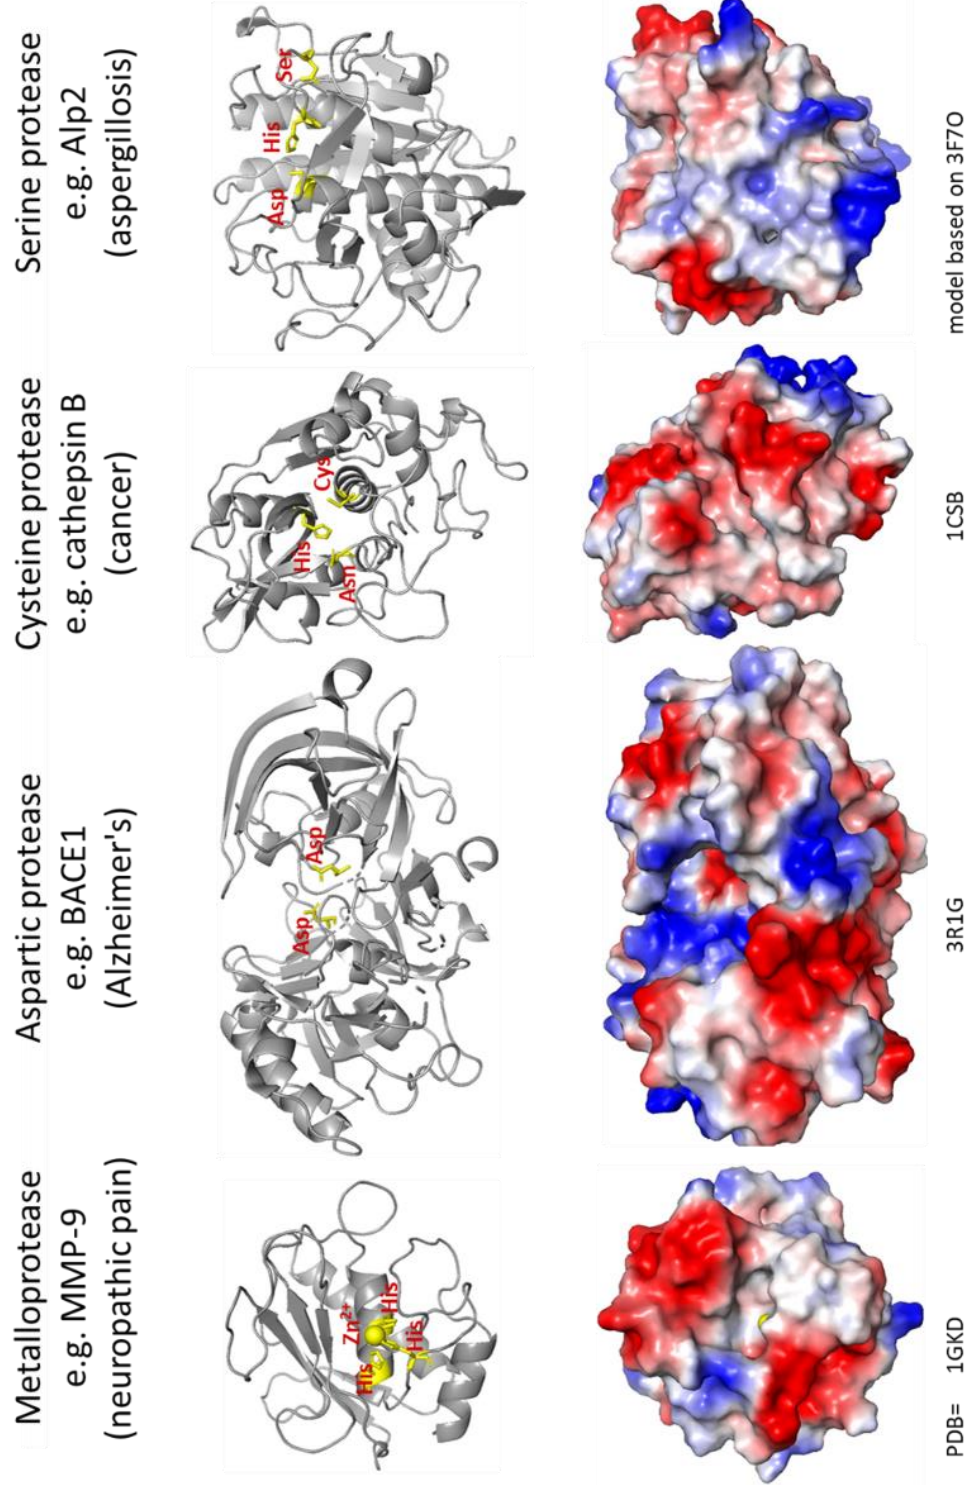 Metalloprotease
e.g. MMP-9
(neuropathic pain)
Aspartic protease
e.g. BACE1
(Alzheimer's)
Cysteine protease
e.g. cathepsin B
(cancer)
Serine protease
e.g. Alp2
(aspergillosis)
His
Zn²⁺
His
His
Asp
Asp
His
Asn
Cys
Asp
His
Ser
PDB= 1GKD
3R1G
1CSB
model based on 3F7O